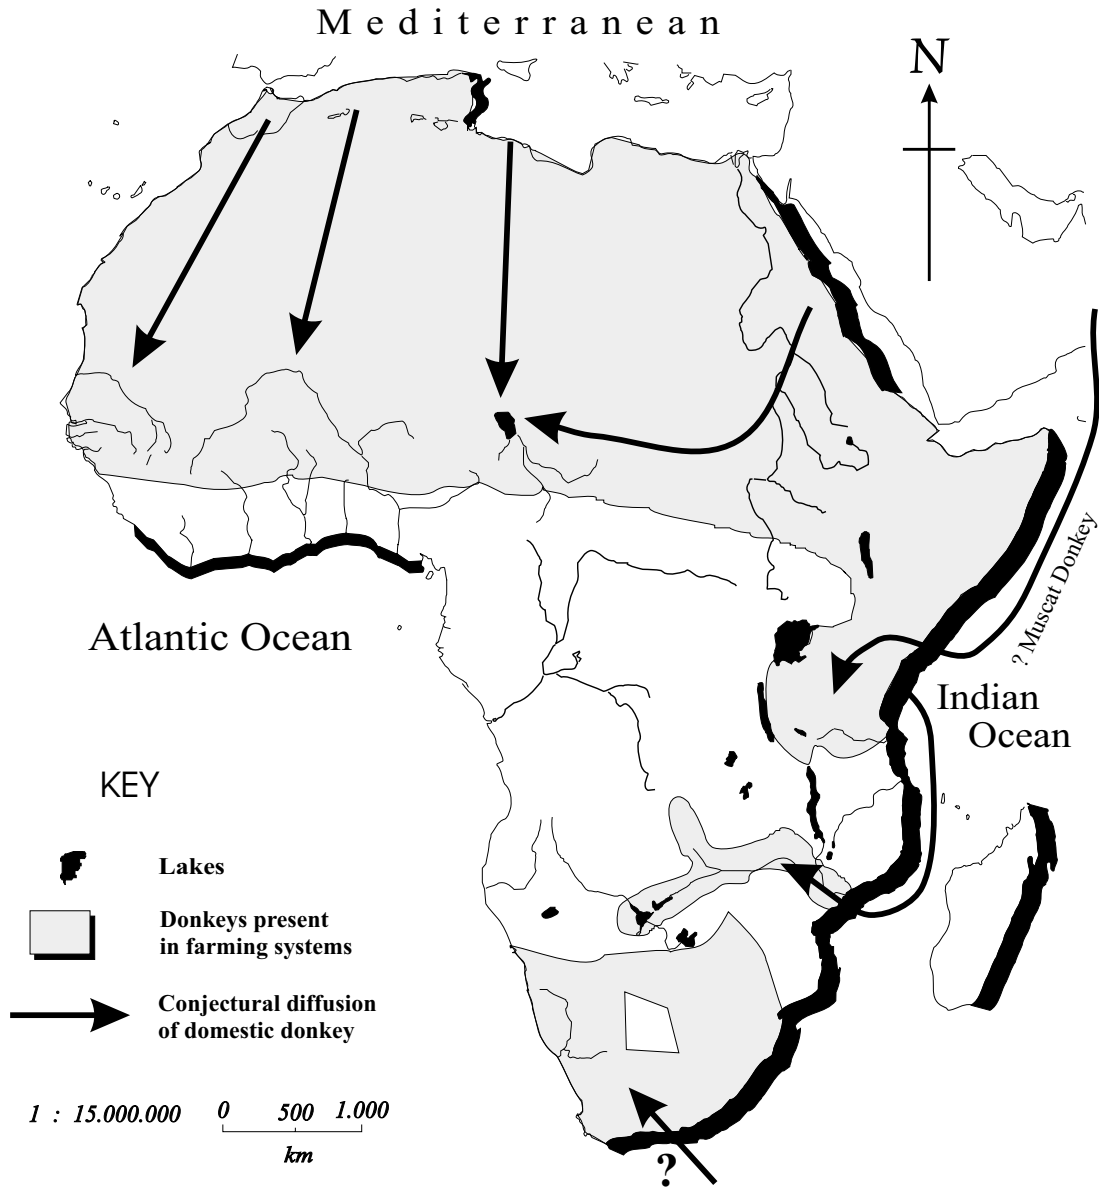 Mediterranean
N
? Muscat Donkey
Atlantic Ocean
Indian
Ocean
KEY
Lakes
Donkeys present
in farming systems
Conjectural diffusion
of domestic donkey
1 : 15.000.000
0 500 1.000
km
?